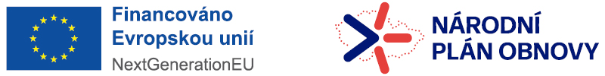 Financováno
Evropskou unií
NextGenerationEU
NÁRODNÍ
PLÁN OBNOVY